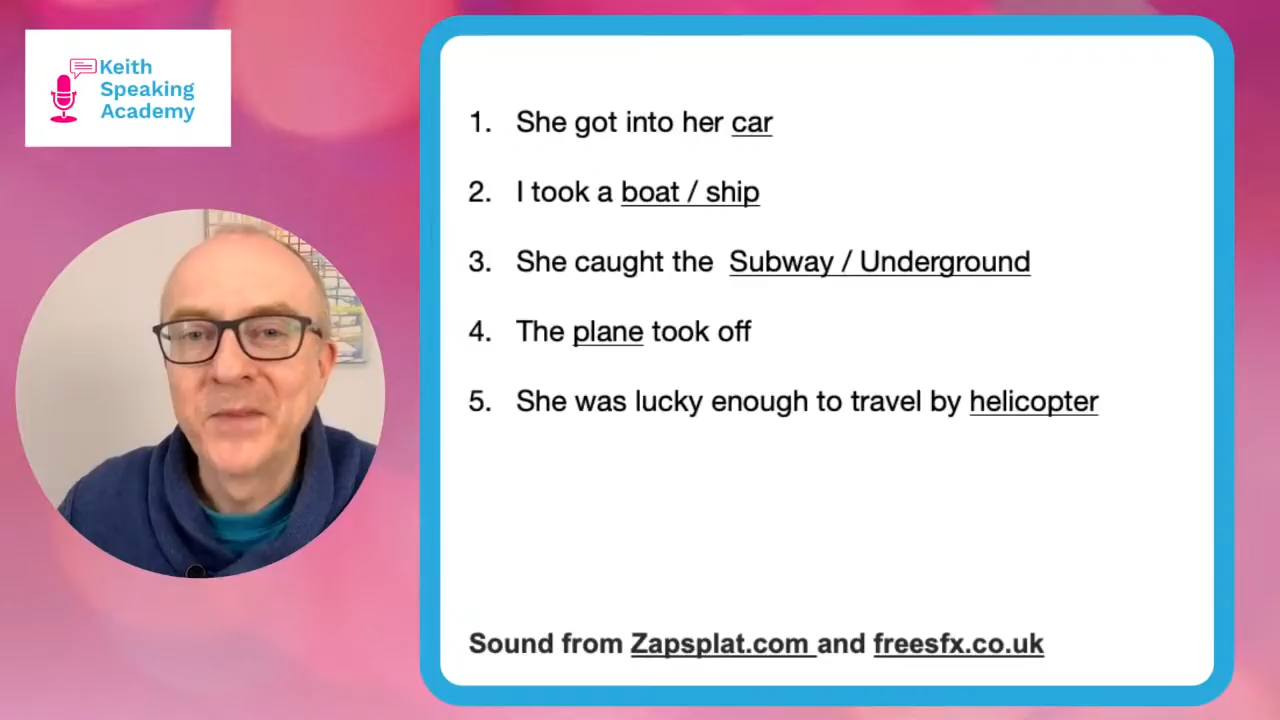 Keith
Speaking
Academy
1. She got into her car
2. I took a boat / ship
3. She caught the Subway / Underground
4. The plane took off
5. She was lucky enough to travel by helicopter
Sound from Zapsplat.com and freesfx.co.uk